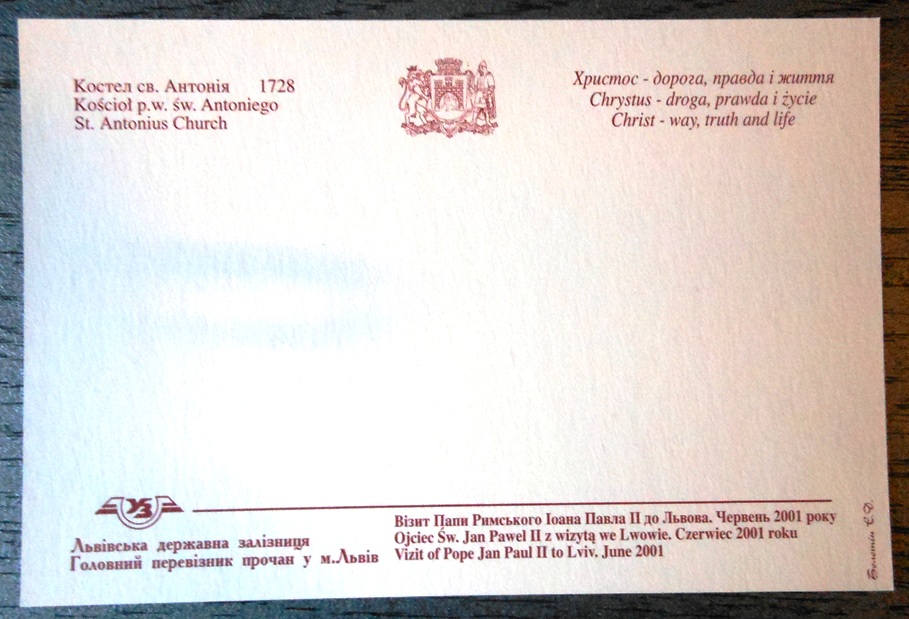 Костел св. Антонія 1728
Kościoł p.w. św. Antoniego
St. Antonius Church
Христос - дорога, правда і життя
Chrystus - droga, prawda i życie
Christ - way, truth and life
УЗ
Львівська державна залізниця
Головний перевізник прочан у м.Львів
Візит Папи Римського Іоана Павла ІІ до Львова. Червень 2001 року
Ojciec Św. Jan Paweł II z wizytą we Lwowie. Czerwiec 2001 roku
Vizit of Pope Jan Paul II to Lviv. June 2001